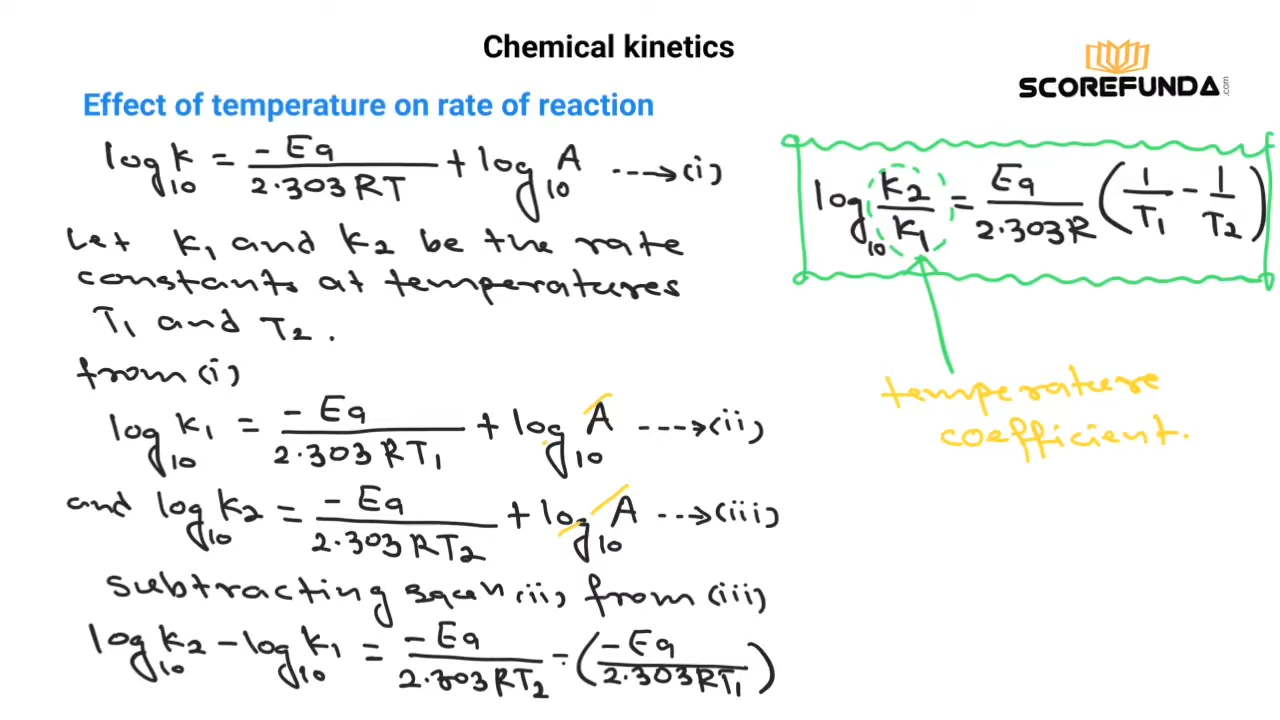 Chemical kinetics
SCOREFUNDA.com
Effect of temperature on rate of reaction
log₁₀ k = -Ea / 2.303 RT + log₁₀ A ---→(i)
Let k₁ and k₂ be the rate
constants at temperatures
T₁ and T₂.
from (i)
log₁₀ k₁ = -Ea / 2.303 RT₁ + log₁₀ A ---→(ii)
and log₁₀ k₂ = -Ea / 2.303 RT₂ + log₁₀ A --→(iii)
subtracting eqn (ii) from (iii)
log₁₀ k₂ - log₁₀ k₁ = -Ea / 2.303 RT₂ - (-Ea / 2.303 RT₁)
log₁₀ k₂ / k₁ = Ea / 2.303 R (1 / T₁ - 1 / T₂)
temperature
coefficient.